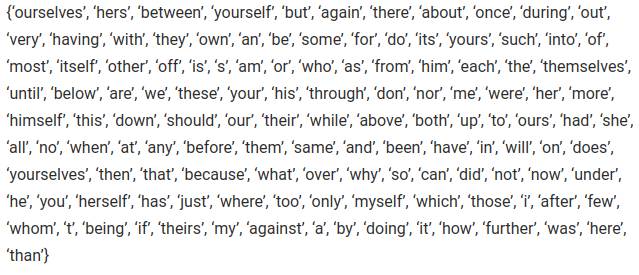 {‘ourselves’, ‘hers’, ‘between’, ‘yourself’, ‘but’, ‘again’, ‘there’, ‘about’, ‘once’, ‘during’, ‘out’,
‘very’, ‘having’, ‘with’, ‘they’, ‘own’, ‘an’, ‘be’, ‘some’, ‘for’, ‘do’, ‘its’, ‘yours’, ‘such’, ‘into’, ‘of’,
‘most’, ‘itself’, ‘other’, ‘off’, ‘is’, ‘s’, ‘am’, ‘or’, ‘who’, ‘as’, ‘from’, ‘him’, ‘each’, ‘the’, ‘themselves’,
‘until’, ‘below’, ‘are’, ‘we’, ‘these’, ‘your’, ‘his’, ‘through’, ‘don’, ‘nor’, ‘me’, ‘were’, ‘her’, ‘more’,
‘himself’, ‘this’, ‘down’, ‘should’, ‘our’, ‘their’, ‘while’, ‘above’, ‘both’, ‘up’, ‘to’, ‘ours’, ‘had’, ‘she’,
‘all’, ‘no’, ‘when’, ‘at’, ‘any’, ‘before’, ‘them’, ‘same’, ‘and’, ‘been’, ‘have’, ‘in’, ‘will’, ‘on’, ‘does’,
‘yourselves’, ‘then’, ‘that’, ‘because’, ‘what’, ‘over’, ‘why’, ‘so’, ‘can’, ‘did’, ‘not’, ‘now’, ‘under’,
‘he’, ‘you’, ‘herself’, ‘has’, ‘just’, ‘where’, ‘too’, ‘only’, ‘myself’, ‘which’, ‘those’, ‘i’, ‘after’, ‘few’,
‘whom’, ‘t’, ‘being’, ‘if’, ‘theirs’, ‘my’, ‘against’, ‘a’, ‘by’, ‘doing’, ‘it’, ‘how’, ‘further’, ‘was’, ‘here’,
‘than’}